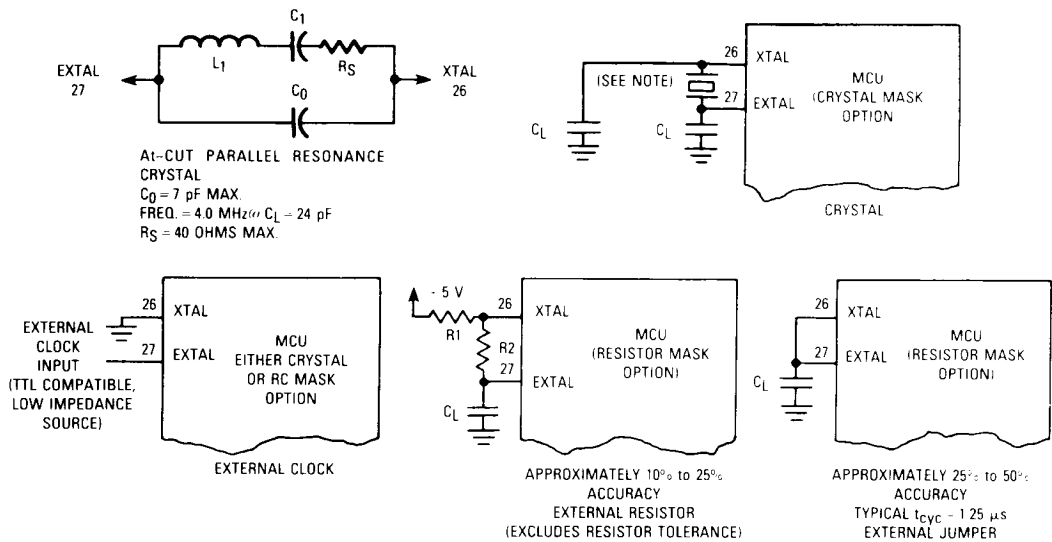 C1
L1
RS
EXTAL
27
XTAL
26
C0
At-CUT PARALLEL RESONANCE
CRYSTAL
C0 = 7 pF MAX.
FREQ. = 4.0 MHz @ CL = 24 pF
RS = 40 OHMS MAX.
(SEE NOTE)
26
XTAL
27
EXTAL
CL
CL
MCU
(CRYSTAL MASK
OPTION
CRYSTAL
26
XTAL
27
EXTAL
EXTERNAL
CLOCK
INPUT
(TTL COMPATIBLE,
LOW IMPEDANCE
SOURCE)
MCU
EITHER CRYSTAL
OR RC MASK
OPTION
EXTERNAL CLOCK
- 5 V
R1
R2
26
XTAL
27
EXTAL
CL
MCU
(RESISTOR MASK
OPTION)
APPROXIMATELY 10% to 25%
ACCURACY
EXTERNAL RESISTOR
(EXCLUDES RESISTOR TOLERANCE)
26
XTAL
27
EXTAL
CL
MCU
(RESISTOR MASK
OPTION)
APPROXIMATELY 25% to 50%
ACCURACY
TYPICAL tcyc - 1.25 µs
EXTERNAL JUMPER